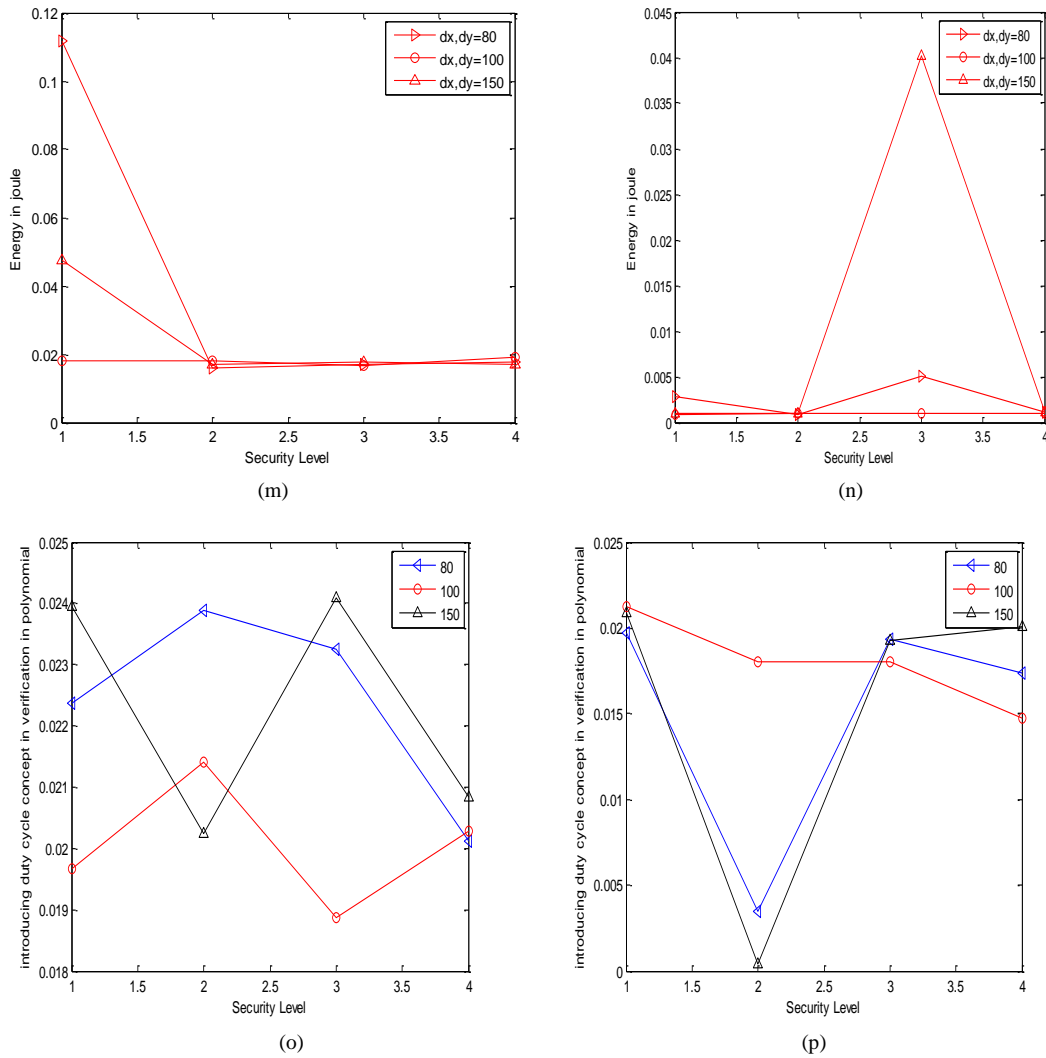 0.12
0.1
0.08
0.06
0.04
0.02
0
Energy in joule
dx,dy=80
dx,dy=100
dx,dy=150
1 1.5 2 2.5 3 3.5 4
Security Level
(m)
0.045
0.04
0.035
0.03
0.025
0.02
0.015
0.01
0.005
0
Energy in joule
dx,dy=80
dx,dy=100
dx,dy=150
1 1.5 2 2.5 3 3.5 4
Security Level
(n)
0.025
0.024
0.023
0.022
0.021
0.02
0.019
0.018
introducing duty cycle concept in verification in polynomial
80
100
150
1 1.5 2 2.5 3 3.5 4
Security Level
(o)
0.025
0.02
0.015
0.01
0.005
0
introducing duty cycle concept in verification in polynomial
80
100
150
1 1.5 2 2.5 3 3.5 4
Security Level
(p)